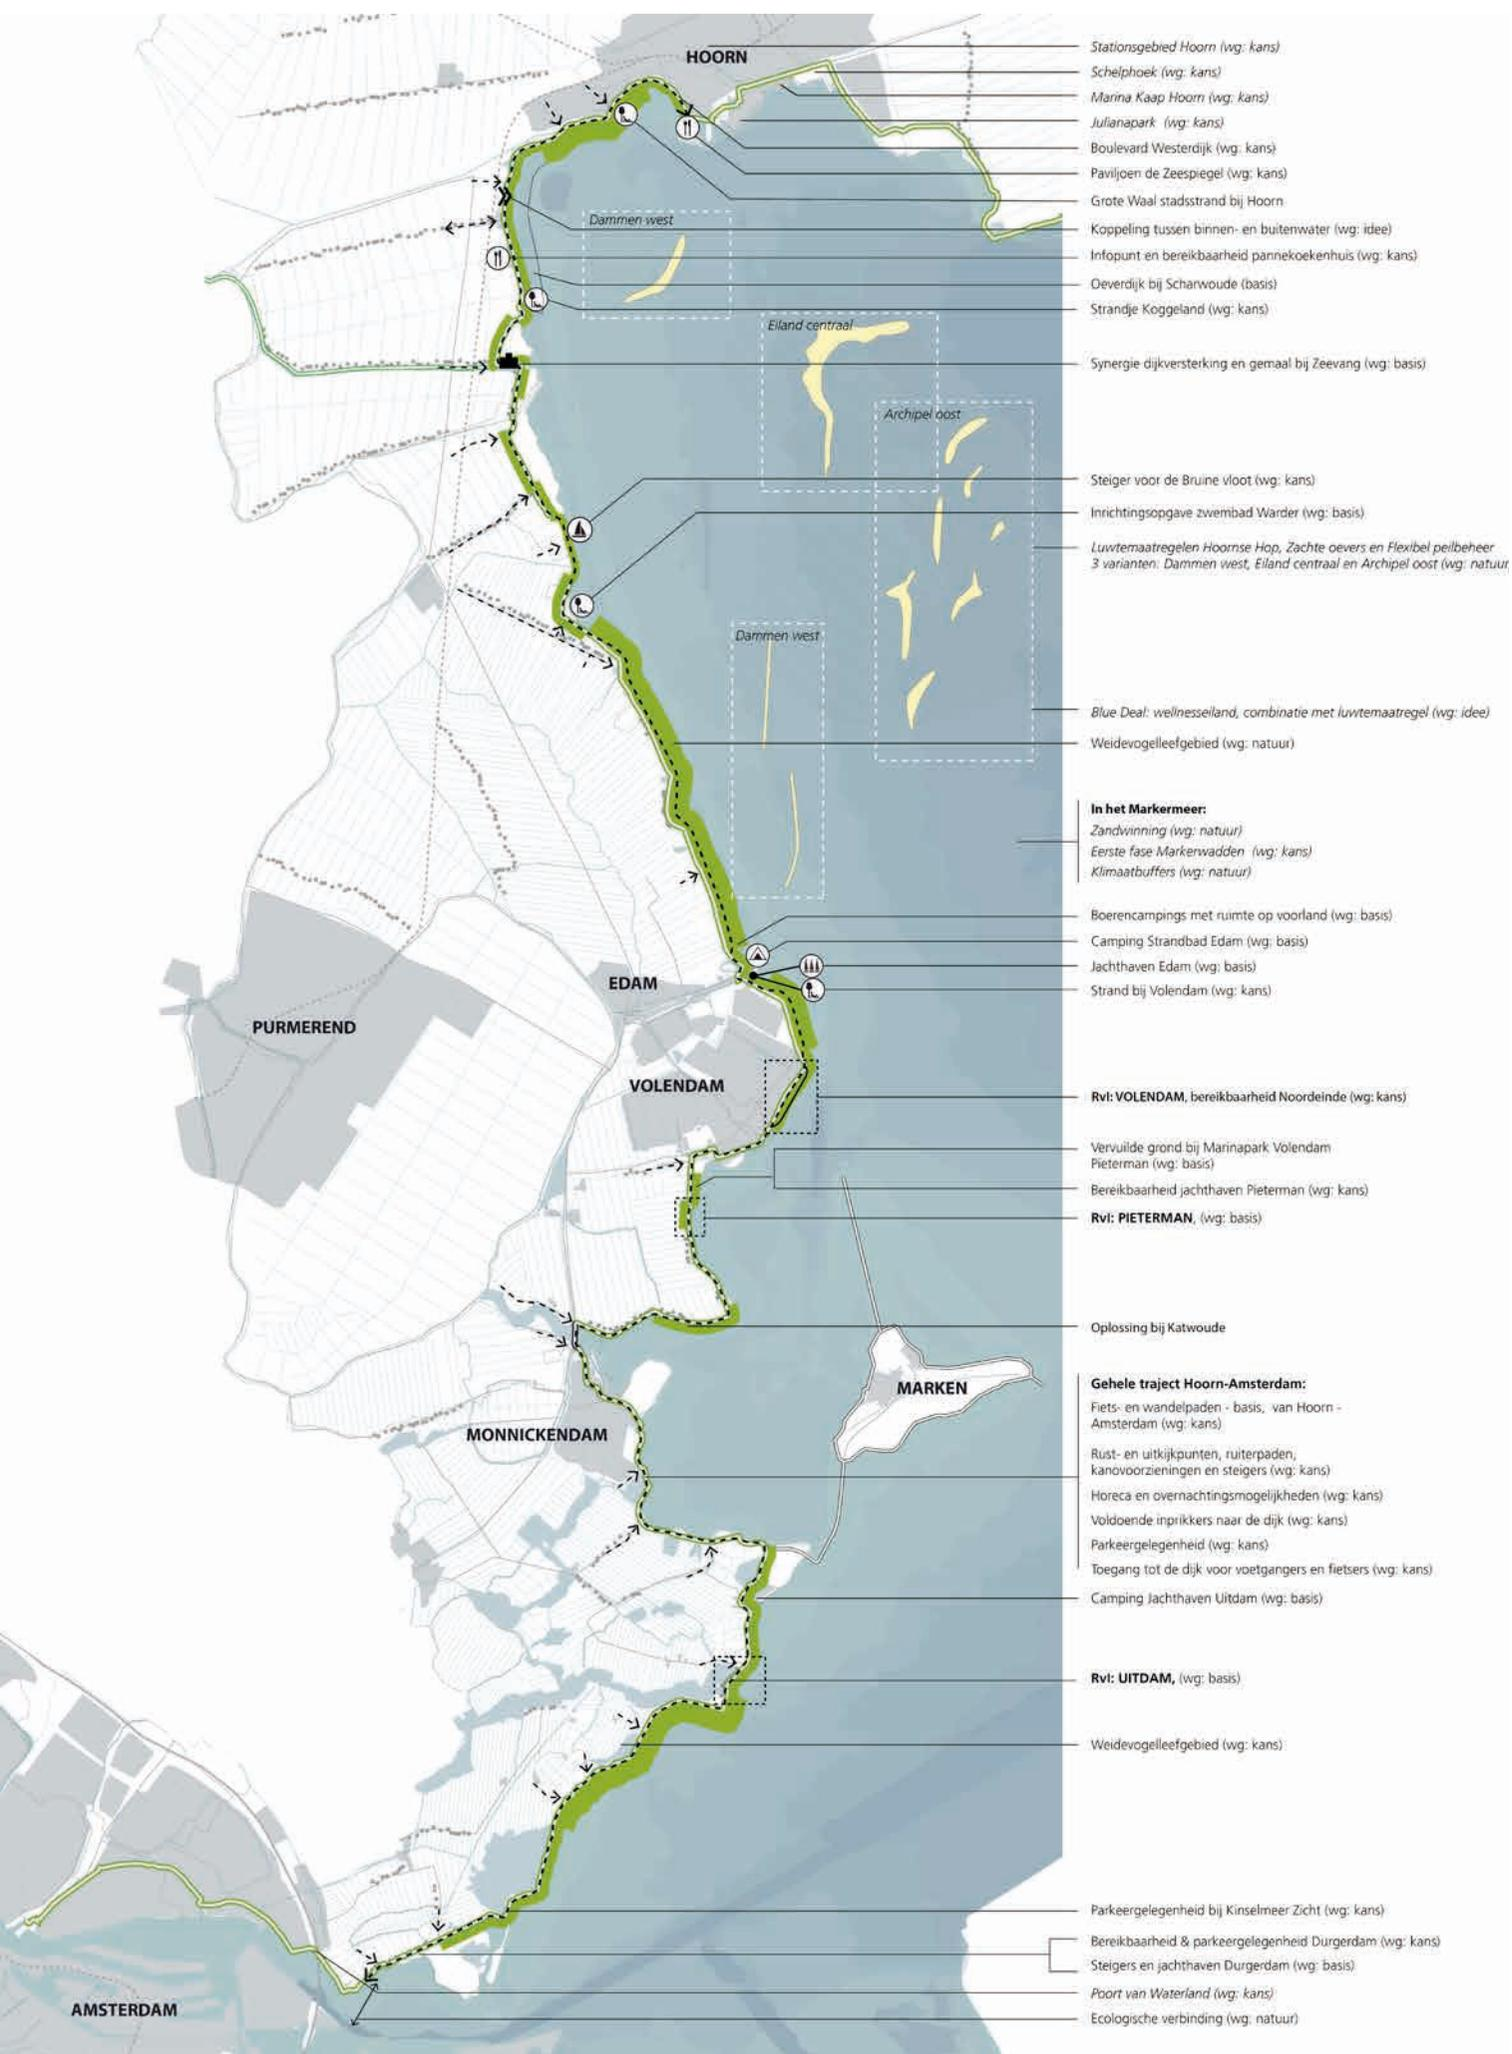 HOORN
Stationsgebied Hoorn (wg: kans)
Schelphoek (wg: kans)
Marina Kaap Hoorn (wg: kans)
Julianapark (wg: kans)
Boulevard Westerdijk (wg: kans)
Paviljoen de Zeespiegel (wg: kans)
Grote Waal stadsstrand bij Hoorn
Dammen west
Koppeling tussen binnen- en buitenwater (wg: idee)
Infopunt en bereikbaarheid pannekoekenhuis (wg: kans)
Oeverdijk bij Scharwoude (basis)
Strandje Koggeland (wg: kans)
Eiland centraal
Synergie dijkversterking en gemaal bij Zeevang (wg: basis)
Archipel oost
Steiger voor de Bruine vloot (wg: kans)
Inrichtingsopgave zwembad Warder (wg: basis)
Luwtemaatregelen Hoornse Hop, Zachte oevers en Flexibel peilbeheer
3 varianten: Dammen west, Eiland centraal en Archipel oost (wg: natuur
Dammen west
Blue Deal: wellnesseiland, combinatie met luwtemaatregel (wg: idee)
Weidevogelleefgebied (wg: natuur)
In het Markermeer:
Zandwinning (wg: natuur)
Eerste fase Markerwadden (wg: kans)
Klimaatbuffers (wg: natuur)
Boerencampings met ruimte op voorland (wg: basis)
Camping Strandbad Edam (wg: basis)
Jachthaven Edam (wg: basis)
Strand bij Volendam (wg: kans)
EDAM
PURMEREND
VOLENDAM
Rvl: VOLENDAM, bereikbaarheid Noordeinde (wg: kans)
Vervuilde grond bij Marinapark Volendam
Pieterman (wg: basis)
Bereikbaarheid jachthaven Pieterman (wg: kans)
Rvl: PIETERMAN, (wg: basis)
Oplossing bij Katwoude
MARKEN
MONNICKENDAM
Gehele traject Hoorn-Amsterdam:
Fiets- en wandelpaden - basis, van Hoorn -
Amsterdam (wg: kans)
Rust- en uitkijkpunten, ruiterpaden,
kanovoorzieningen en steigers (wg: kans)
Horeca en overnachtingsmogelijkheden (wg: kans)
Voldoende inprikkers naar de dijk (wg: kans)
Parkeergelegenheid (wg: kans)
Toegang tot de dijk voor voetgangers en fietsers (wg: kans)
Camping Jachthaven Uitdam (wg: basis)
Rvl: UITDAM, (wg: basis)
Weidevogelleefgebied (wg: kans)
Parkeergelegenheid bij Kinselmeer Zicht (wg: kans)
Bereikbaarheid & parkeergelegenheid Durgerdam (wg: kans)
Steigers en jachthaven Durgerdam (wg: basis)
Poort van Waterland (wg: kans)
AMSTERDAM
Ecologische verbinding (wg: natuur)